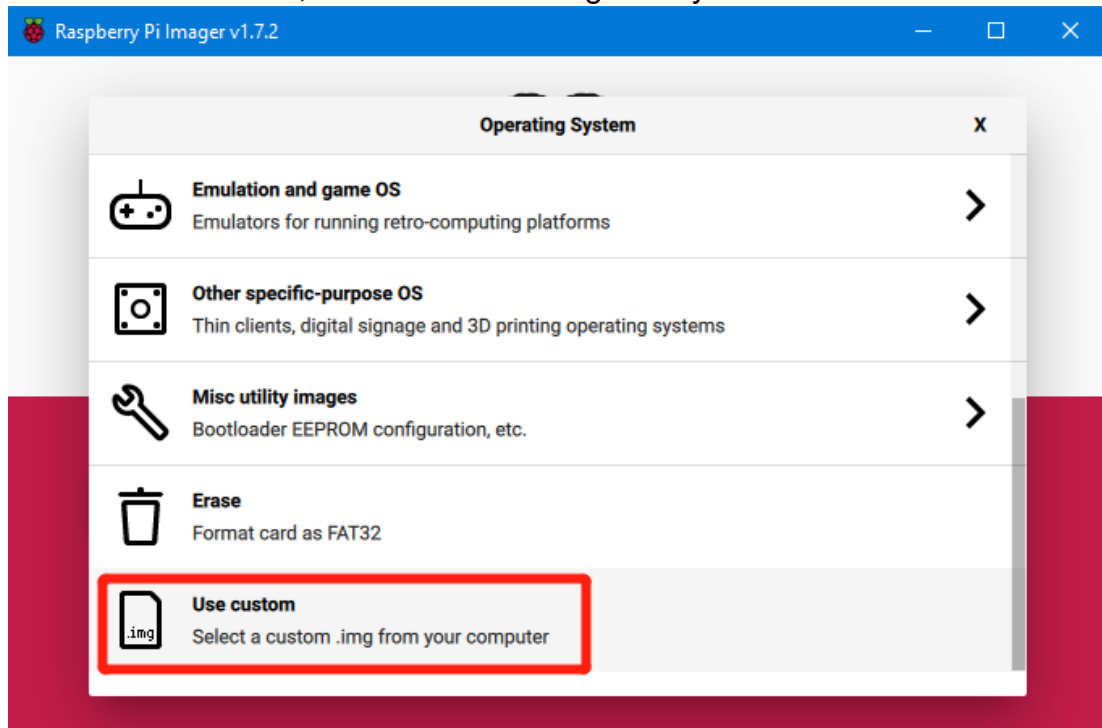 Raspberry Pi Imager v1.7.2
Operating System
X
Emulation and game OS
Emulators for running retro-computing platforms
Other specific-purpose OS
Thin clients, digital signage and 3D printing operating systems
Misc utility images
Bootloader EEPROM configuration, etc.
Erase
Format card as FAT32
.img
Use custom
Select a custom .img from your computer